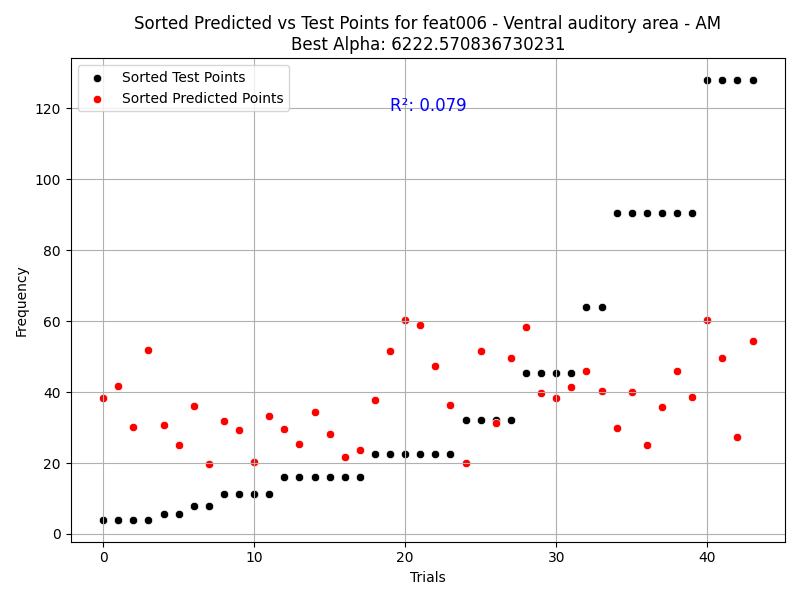 Sorted Predicted vs Test Points for feat006 - Ventral auditory area - AM
Best Alpha: 6222.570836730231
Sorted Test Points
Sorted Predicted Points
R²: 0.079
Frequency
120
100
80
60
40
20
0
0 10 20 30 40
Trials